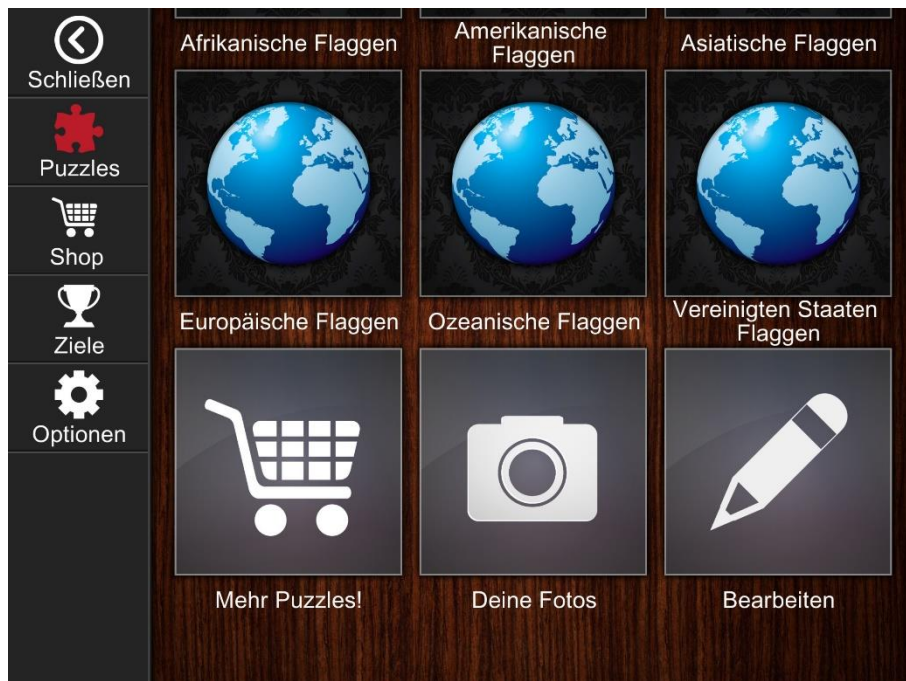 Schließen
Puzzles
Shop
Ziele
Optionen
Afrikanische Flaggen
Amerikanische
Flaggen
Asiatische Flaggen
Europäische Flaggen
Ozeanische Flaggen
Vereinigten Staaten
Flaggen
Mehr Puzzles!
Deine Fotos
Bearbeiten